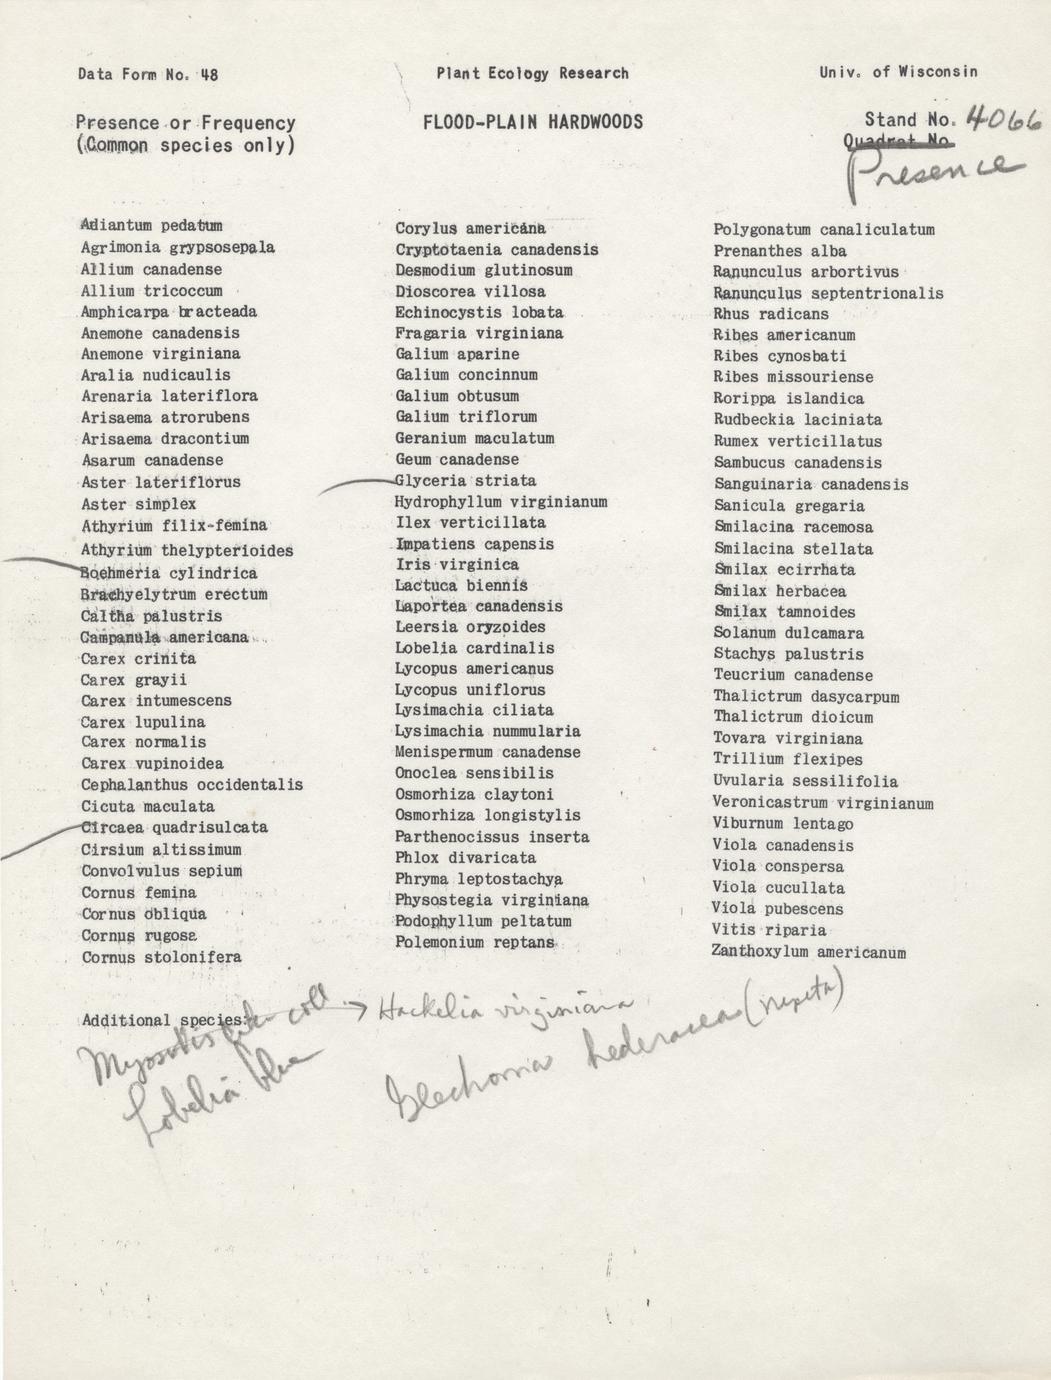 Data Form No. 48
Plant Ecology Research
Univ. of Wisconsin
Presence or Frequency
(Common species only)
FLOOD-PLAIN HARDWOODS
Stand No. 4066
Quadrat No.
Presence
Adiantum pedatum
Agrimonia grypsosepala
Allium canadense
Allium tricoccum
Amphicarpa bracteada
Anemone canadensis
Anemone virginiana
Aralia nudicaulis
Arenaria lateriflora
Arisaema atrorubens
Arisaema dracontium
Asarum canadense
Aster lateriflorus
Aster simplex
Athyrium filix-femina
Athyrium thelypterioides
Boehmeria cylindrica
Brachyelytrum erectum
Caltha palustris
Campanula americana
Carex crinita
Carex grayii
Carex intumescens
Carex lupulina
Carex normalis
Carex vupinoidea
Cephalanthus occidentalis
Cicuta maculata
Circaea quadrisulcata
Cirsium altissimum
Convolvulus sepium
Cornus femina
Cornus obliqua
Cornus rugosa
Cornus stolonifera
Corylus americana
Cryptotaenia canadensis
Desmodium glutinosum
Dioscorea villosa
Echinocystis lobata
Fragaria virginiana
Galium aparine
Galium concinnum
Galium obtusum
Galium triflorum
Geranium maculatum
Geum canadense
Glyceria striata
Hydrophyllum virginianum
Ilex verticillata
Impatiens capensis
Iris virginica
Lactuca biennis
Laportea canadensis
Leersia oryzoides
Lobelia cardinalis
Lycopus americanus
Lycopus uniflorus
Lysimachia ciliata
Lysimachia nummularia
Menispermum canadense
Onoclea sensibilis
Osmorhiza claytoni
Osmorhiza longistylis
Parthenocissus inserta
Phlox divaricata
Phryma leptostachya
Physostegia virginiana
Podophyllum peltatum
Polemonium reptans
Polygonatum canaliculatum
Prenanthes alba
Ranunculus arbortivus
Ranunculus septentrionalis
Rhus radicans
Ribes americanum
Ribes cynosbati
Ribes missouriense
Rorippa islandica
Rudbeckia laciniata
Rumex verticillatus
Sambucus canadensis
Sanguinaria canadensis
Sanicula gregaria
Smilacina racemosa
Smilacina stellata
Smilax ecirrhata
Smilax herbacea
Smilax tamnoides
Solanum dulcamara
Stachys palustris
Teucrium canadense
Thalictrum dasycarpum
Thalictrum dioicum
Tovara virginiana
Trillium flexipes
Uvularia sessilifolia
Veronicastrum virginianum
Viburnum lentago
Viola canadensis
Viola conspersa
Viola cucullata
Viola pubescens
Vitis riparia
Zanthoxylum americanum
Additional species:
Myosotis like coll → Hackelia virginiana
Lobelia blue
Glechoma hederacea (nepeta)